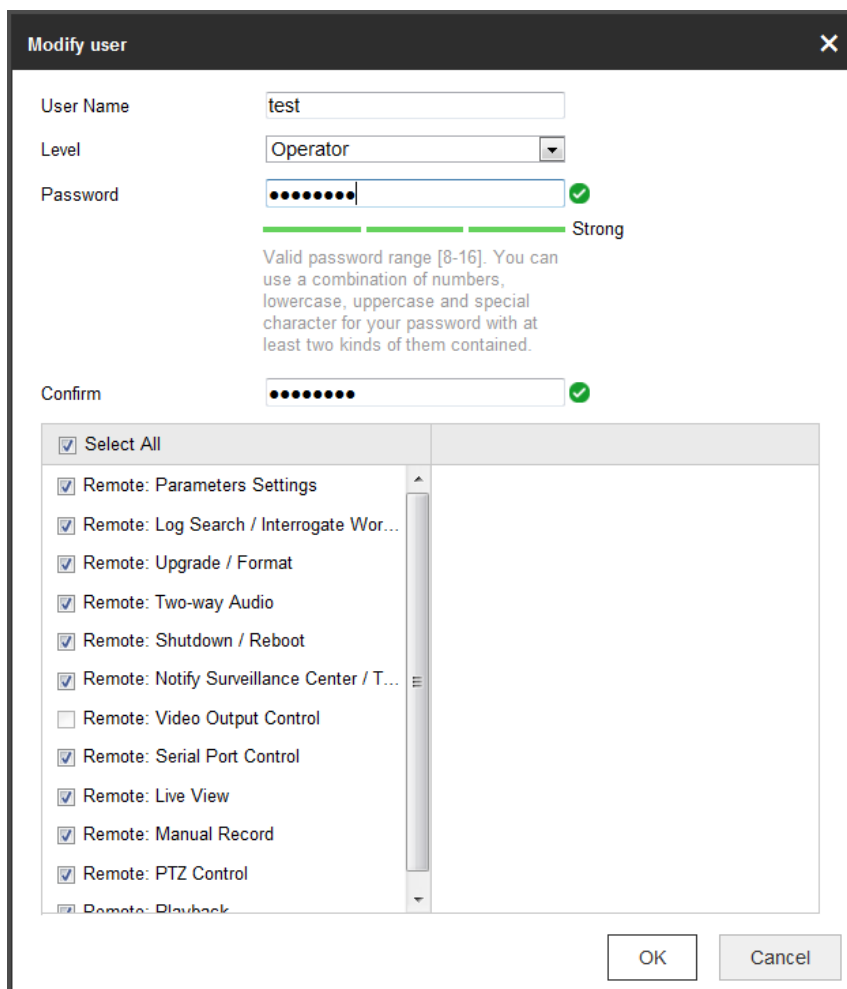 Modify user
User Name test
Level Operator
Password ••••••••
Strong
Valid password range [8-16]. You can
use a combination of numbers,
lowercase, uppercase and special
character for your password with at
least two kinds of them contained.
Confirm ••••••••
Select All
Remote: Parameters Settings
Remote: Log Search / Interrogate Wor...
Remote: Upgrade / Format
Remote: Two-way Audio
Remote: Shutdown / Reboot
Remote: Notify Surveillance Center / T...
Remote: Video Output Control
Remote: Serial Port Control
Remote: Live View
Remote: Manual Record
Remote: PTZ Control
Remote: Playback
OK Cancel